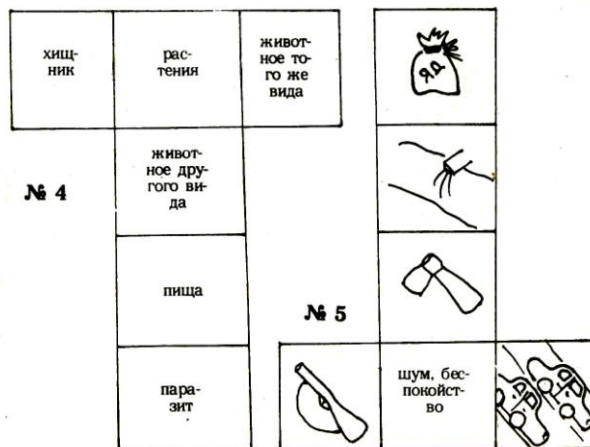 хищ-
ник
рас-
тения
живот-
ное то-
го же
вида
ЯД
живот-
ное дру-
гого ви-
да
№ 4
пища
№ 5
пара-
зит
шум, бес-
покойст-
во